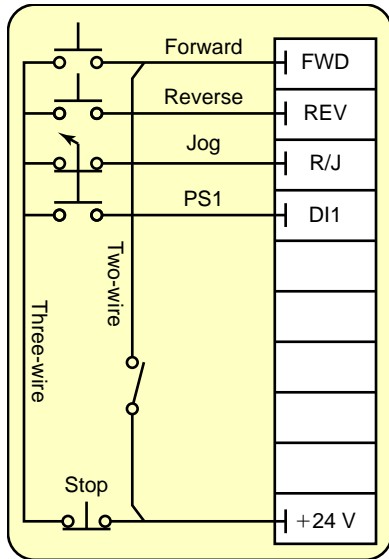 Forward
FWD
Reverse
REV
Jog
R/J
PS1
DI1
Two-wire
Three-wire
Stop
+24 V